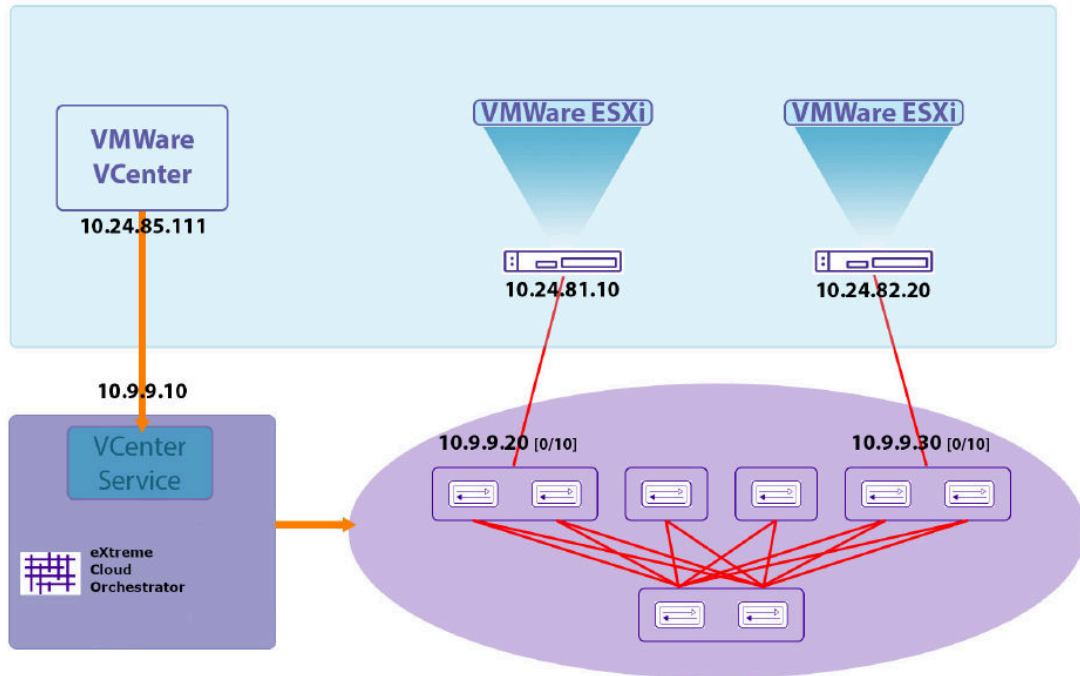 VMWare ESXi
VMWare ESXi
VMWare
VCenter
10.24.85.111
10.24.81.10
10.24.82.20
10.9.9.10
VCenter
Service
10.9.9.20 [0/10]
10.9.9.30 [0/10]
eXtreme
Cloud
Orchestrator